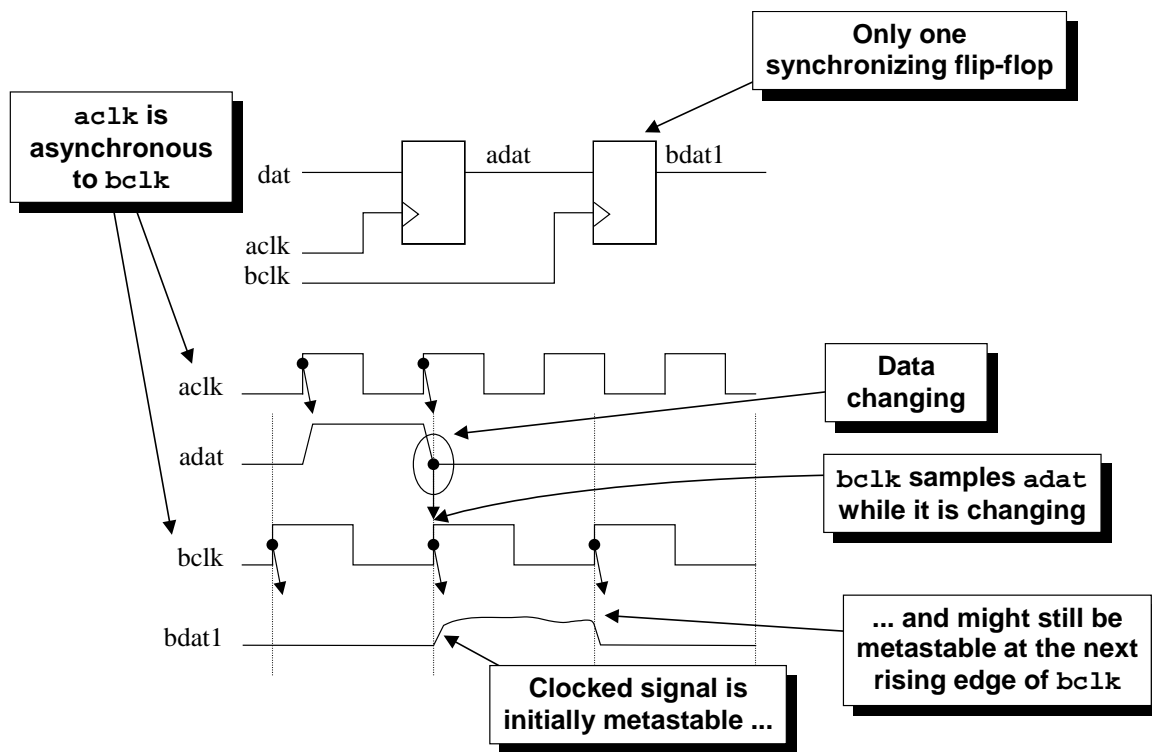 Only one
synchronizing flip-flop
aclk is
asynchronous
to bclk
dat
adat
bdat1
aclk
bclk
aclk
Data
changing
adat
bclk samples adat
while it is changing
bclk
bdat1
... and might still be
metastable at the next
rising edge of bclk
Clocked signal is
initially metastable ...